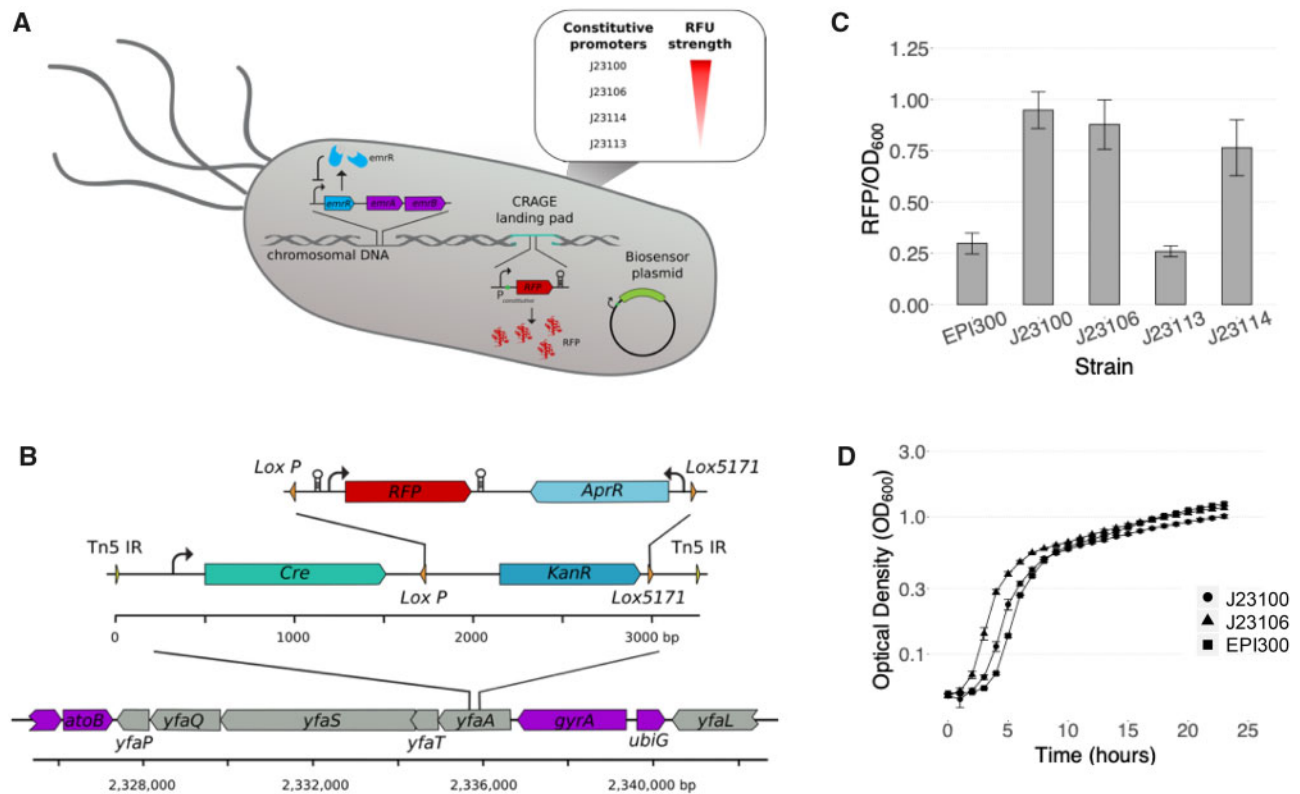 A
Constitutive promoters
RFU strength
J23100
J23106
J23114
J23113
emrR
emrR
emrA
emrB
CRAGE
landing pad
chromosomal DNA
Biosensor
plasmid
P constitutive
RFP
RFP
B
Lox P
Lox5171
RFP
AprR
Tn5 IR
Tn5 IR
Cre
KanR
Lox P
Lox5171
0
1000
2000
3000 bp
atoB
yfaQ
yfaS
yfaA
gyrA
yfaL
yfaP
yfaT
ubiG
2,328,000
2,332,000
2,336,000
2,340,000 bp
C
RFP/OD600
1.25
1.00
0.75
0.50
0.25
0.00
EPI300
J23100
J23106
J23113
J23114
Strain
D
Optical Density (OD600)
3.0
1.0
0.3
0.1
J23100
J23106
EPI300
0
5
10
15
20
25
Time (hours)